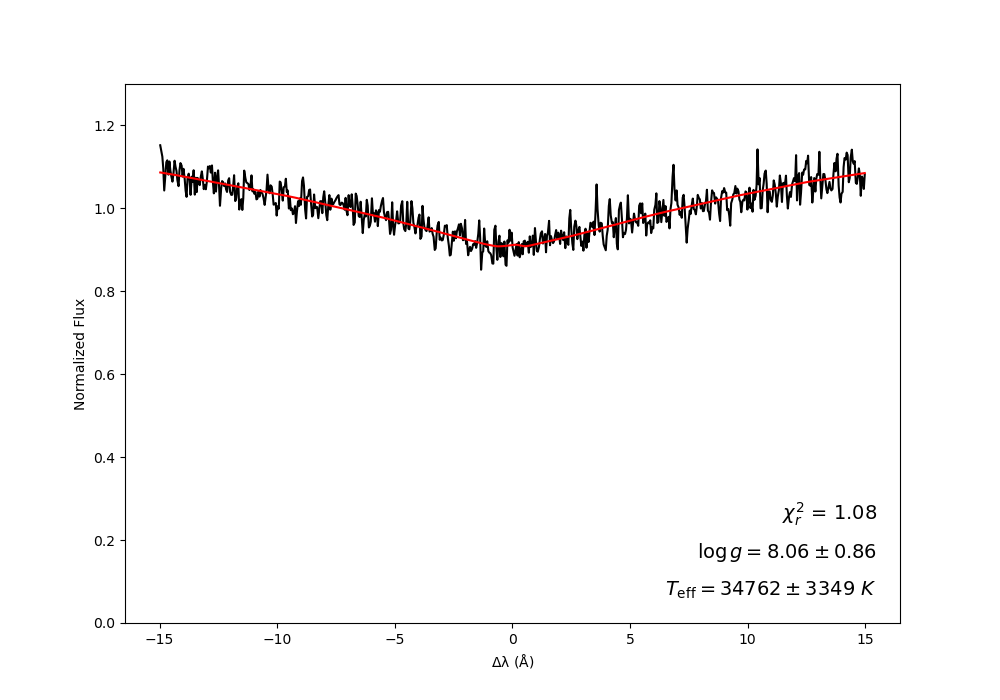 1.2
1.0
0.8
0.6
0.4
0.2
0.0
Normalized Flux
χ²ᵣ = 1.08
log g = 8.06 ± 0.86
T_eff = 34762 ± 3349 K
−15 −10 −5 0 5 10 15
Δλ (Å)